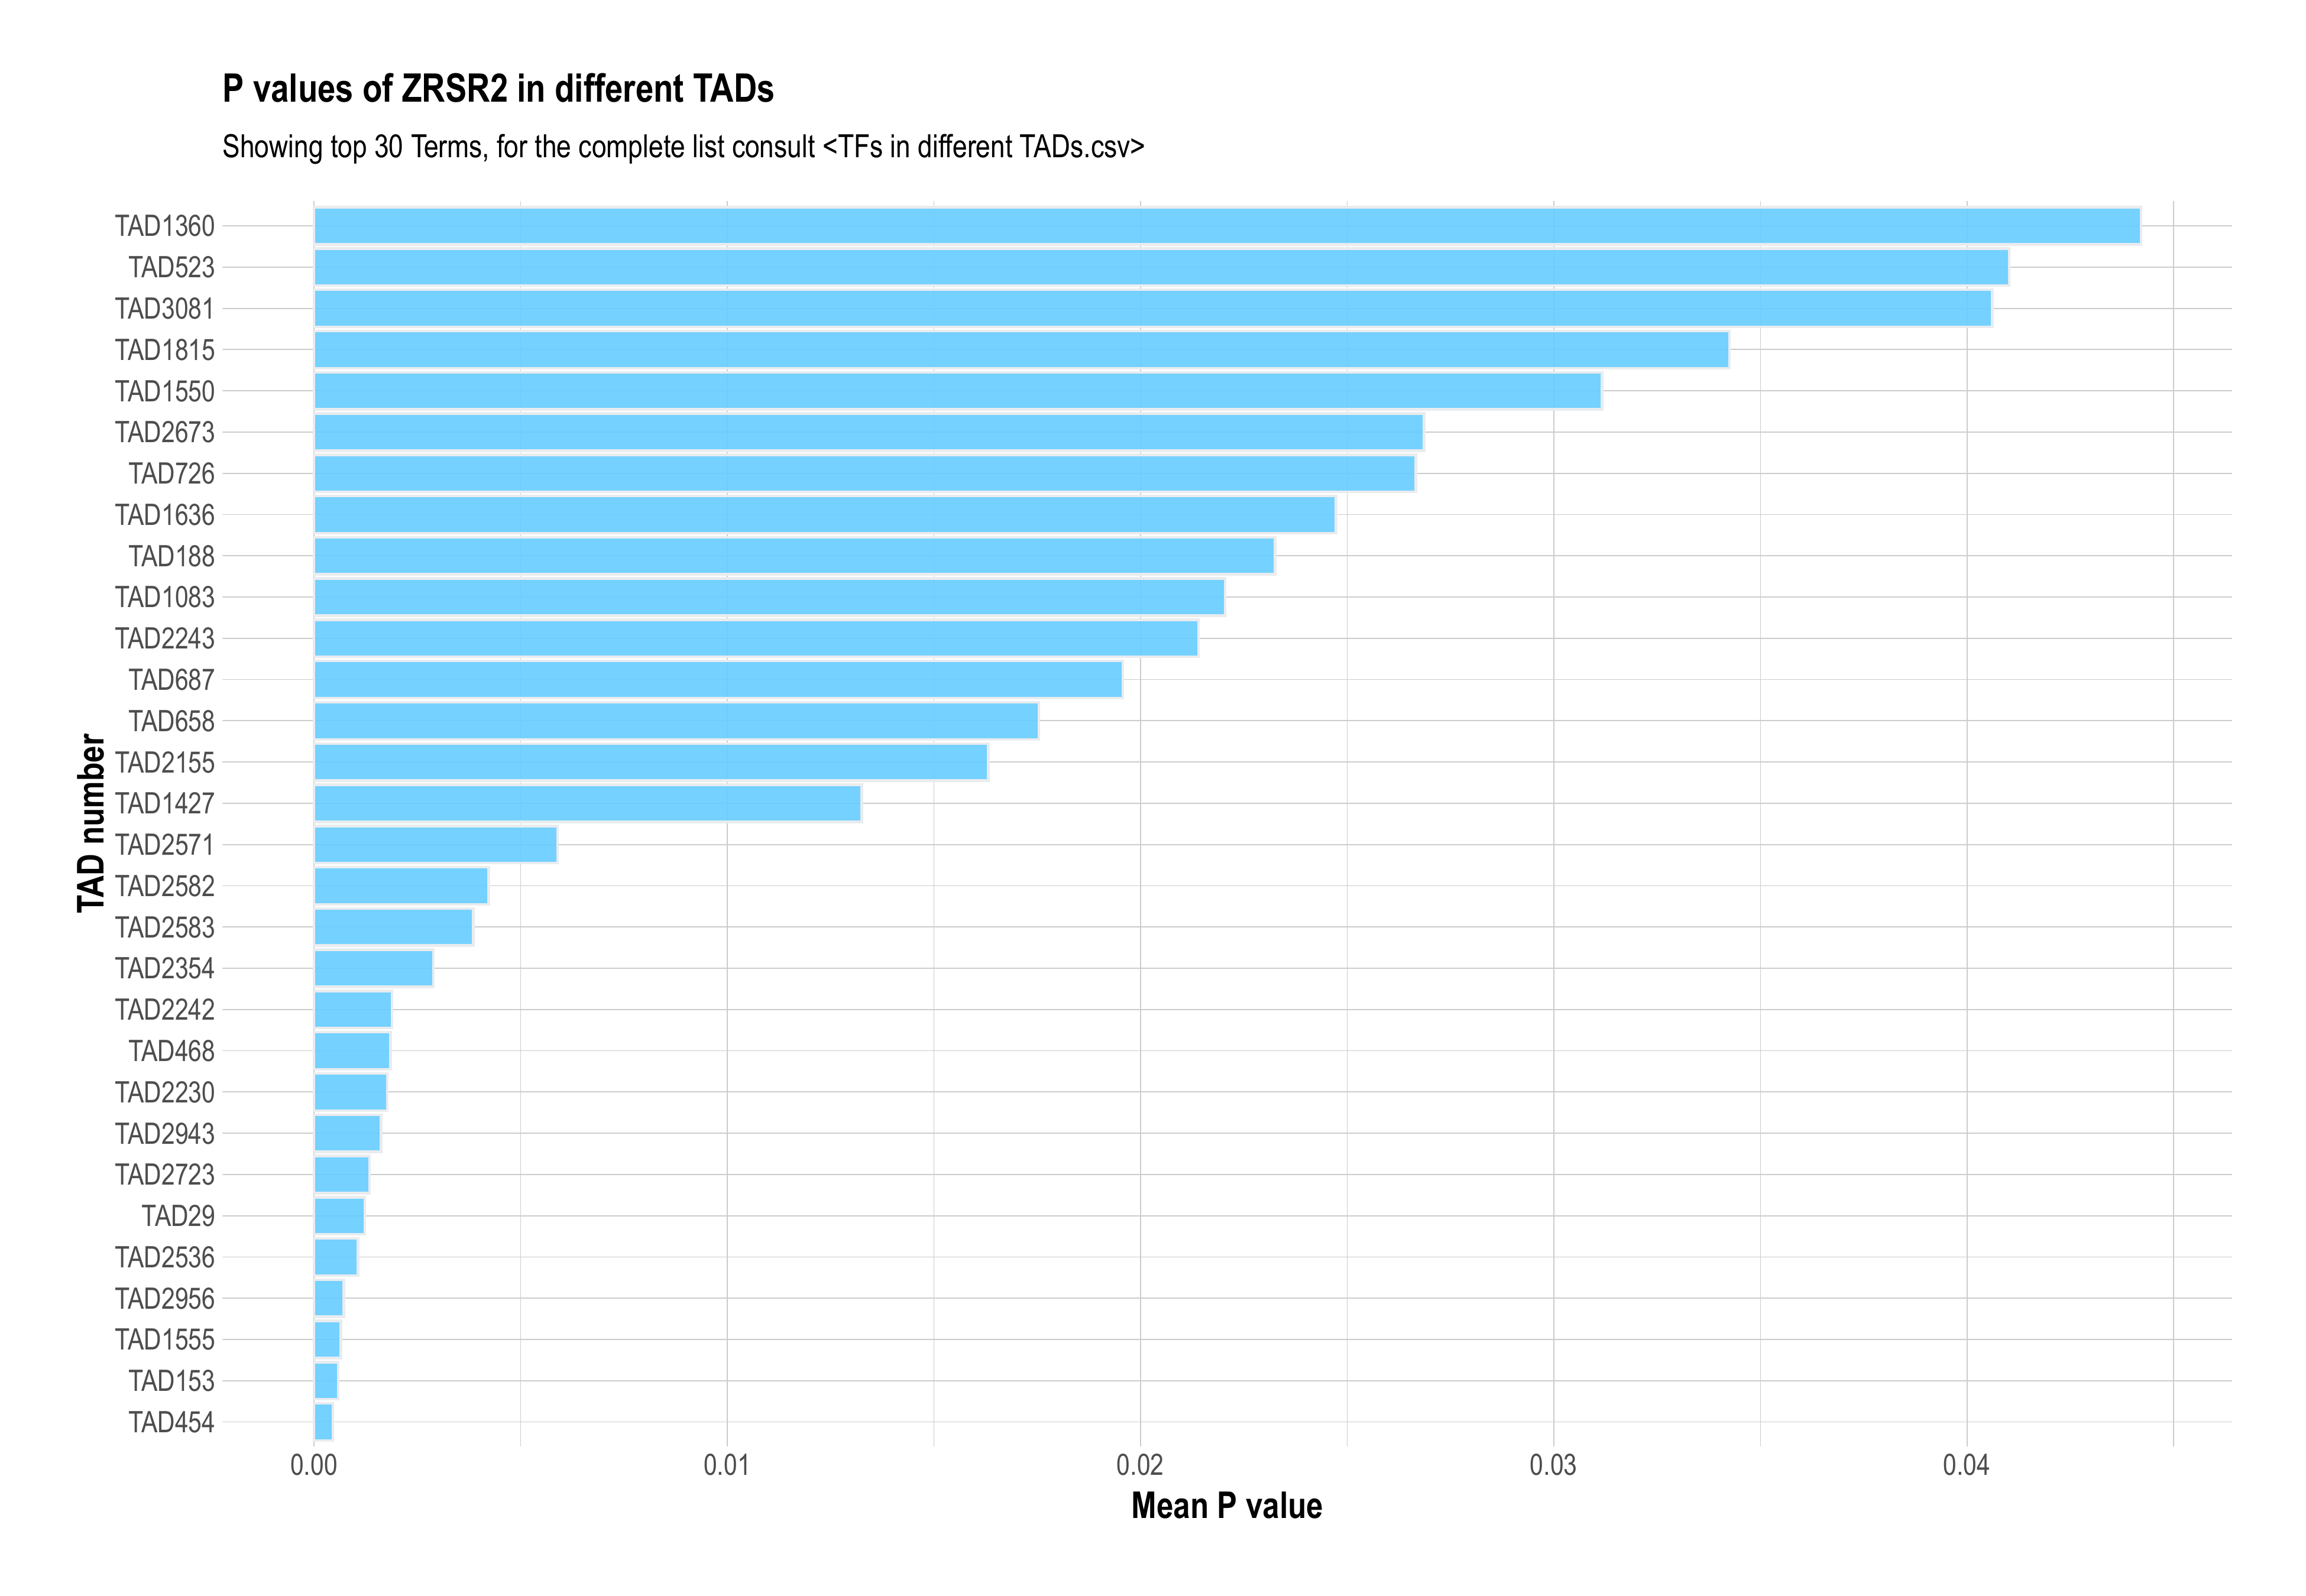 P values of ZRSR2 in different TADs
Showing top 30 Terms, for the complete list consult <TFs in different TADs.csv>
TAD1360
TAD523
TAD3081
TAD1815
TAD1550
TAD2673
TAD726
TAD1636
TAD188
TAD1083
TAD2243
TAD687
TAD658
TAD2155
TAD1427
TAD2571
TAD2582
TAD2583
TAD2354
TAD2242
TAD468
TAD2230
TAD2943
TAD2723
TAD29
TAD2536
TAD2956
TAD1555
TAD153
TAD454
TAD number
0.00 0.01 0.02 0.03 0.04
Mean P value